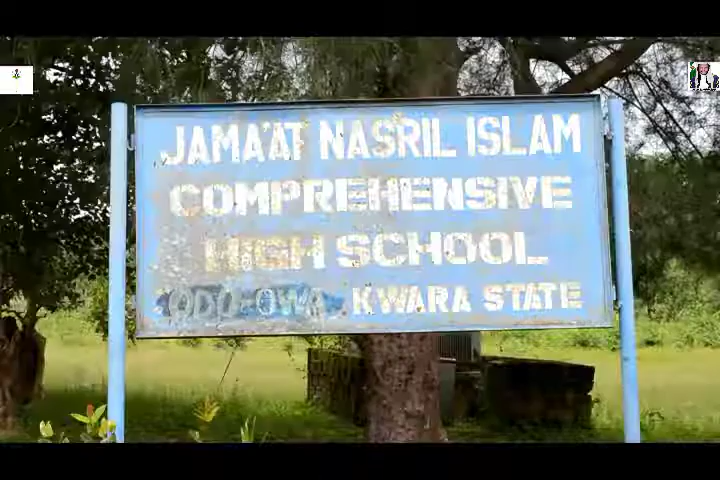 JAMA'AT NASRIL ISLAM
COMPREHENSIVE
HIGH SCHOOL
ODO-OWA KWARA STATE